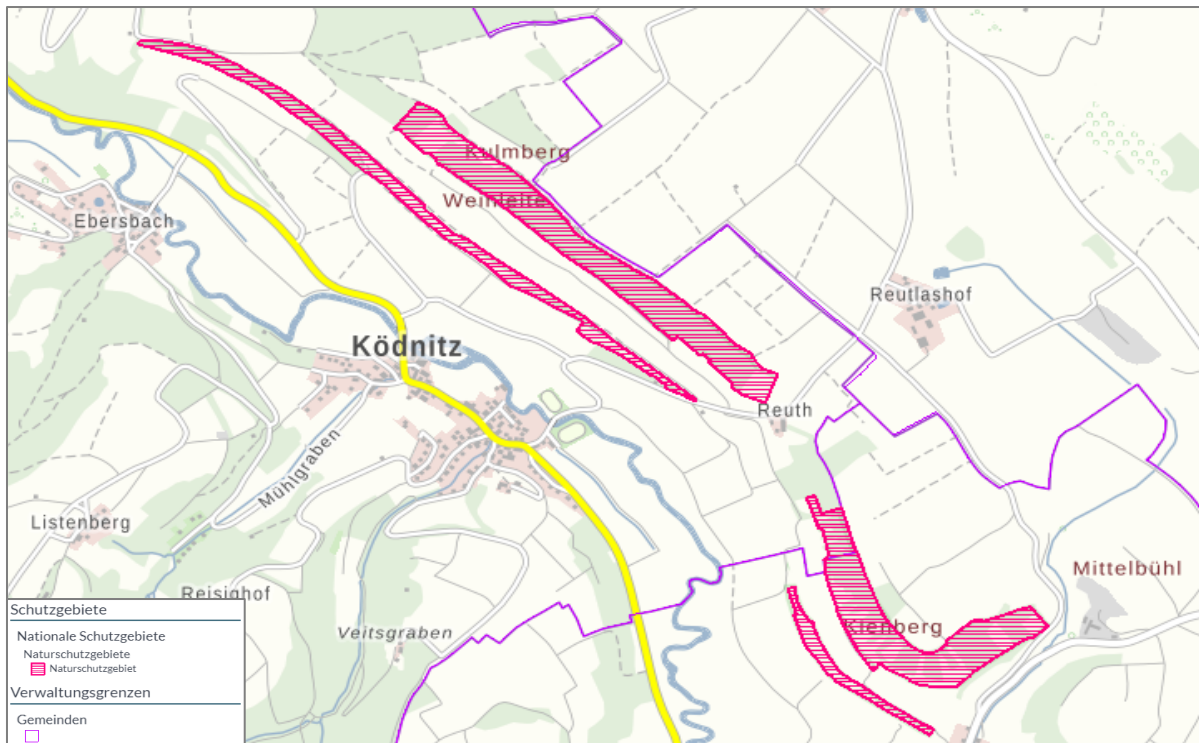 Kulmberg
Weinleite
Ebersbach
Reutlashof
Ködnitz
Reuth
Mühlgraben
Listenberg
Mittelbühl
Reisighof
Veitsgraben
Kienberg
Schutzgebiete
Nationale Schutzgebiete
Naturschutzgebiete
Naturschutzgebiet
Verwaltungsgrenzen
Gemeinden